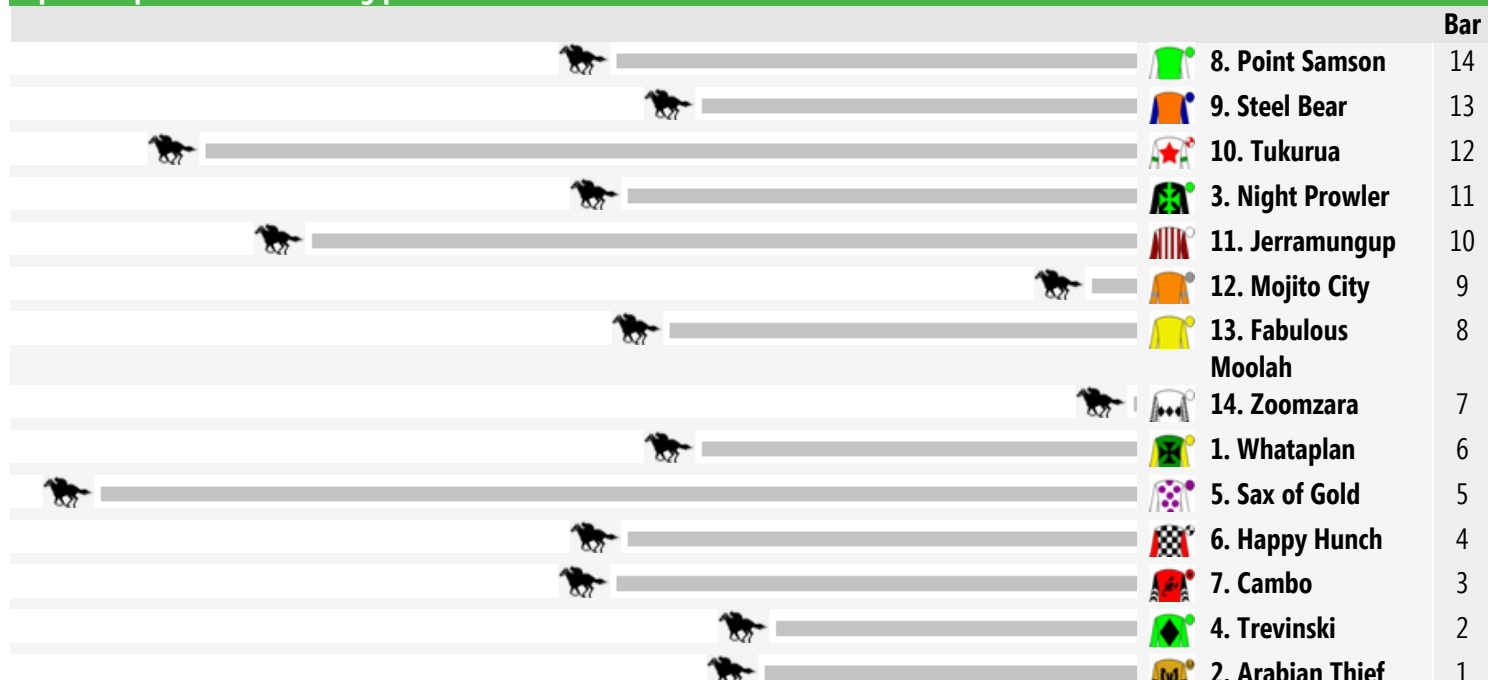 Bar
8. Point Samson 14
9. Steel Bear 13
10. Tukurua 12
3. Night Prowler 11
11. Jerramungup 10
12. Mojito City 9
13. Fabulous 8
Moolah
14. Zoomzara 7
1. Whataplan 6
5. Sax of Gold 5
6. Happy Hunch 4
7. Cambo 3
4. Trevinski 2
2. Arabian Thief 1